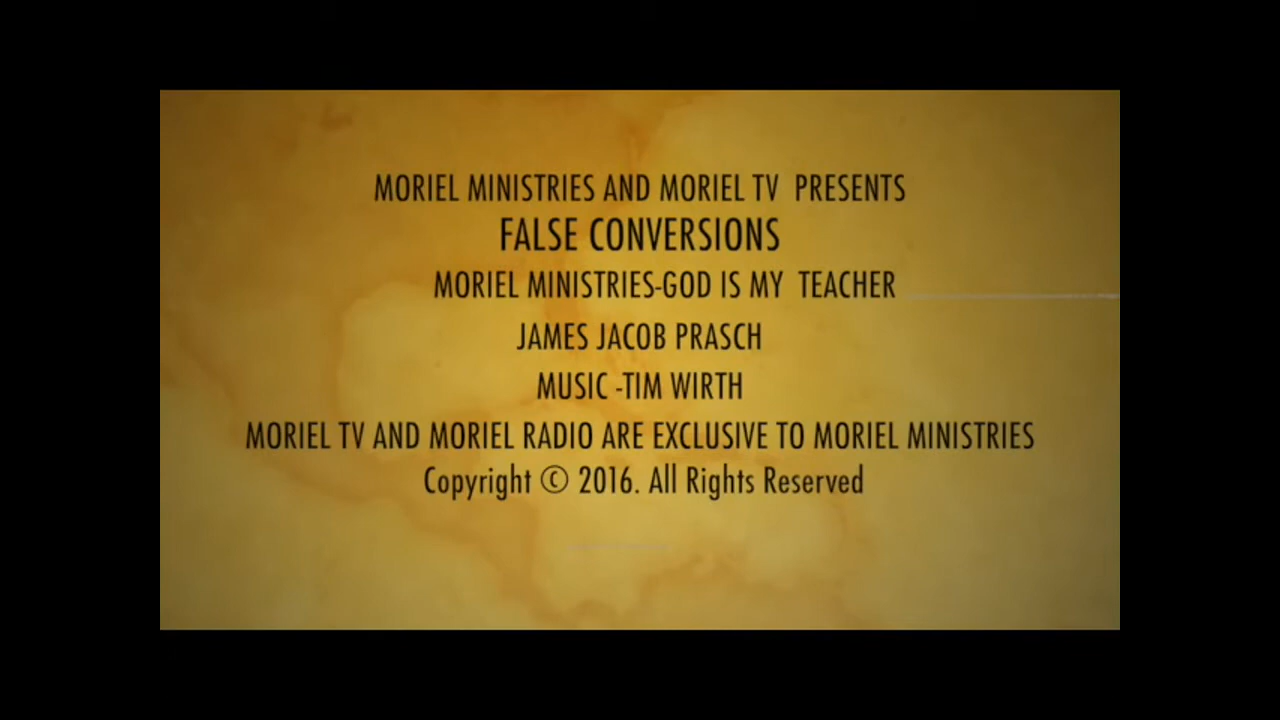 MORIEL MINISTRIES AND MORIEL TV PRESENTS
FALSE CONVERSIONS
MORIEL MINISTRIES-GOD IS MY TEACHER
JAMES JACOB PRASCH
MUSIC -TIM WIRTH
MORIEL TV AND MORIEL RADIO ARE EXCLUSIVE TO MORIEL MINISTRIES
Copyright © 2016. All Rights Reserved